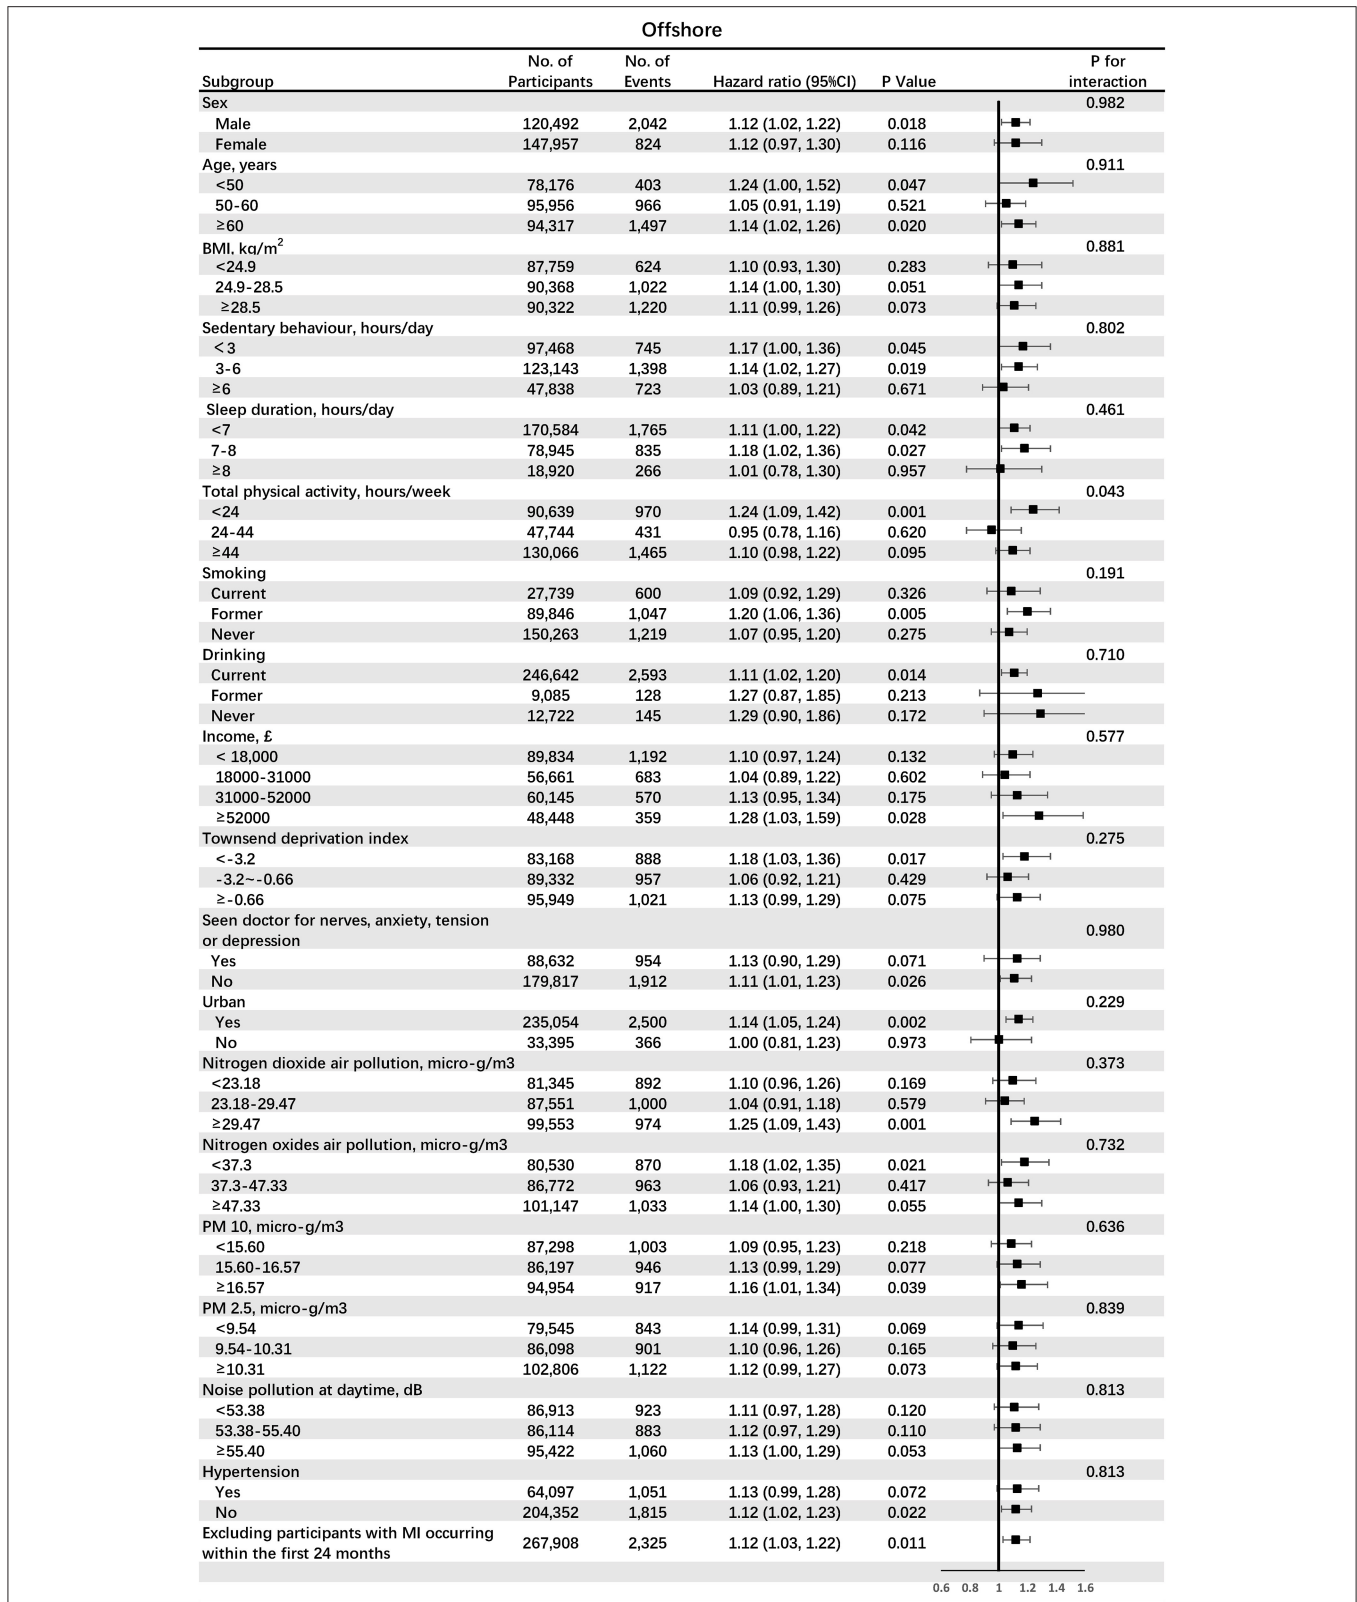 Offshore
Subgroup No. of Participants No. of Events Hazard ratio (95%CI) P Value P for interaction
Sex 0.982
Male 120,492 2,042 1.12 (1.02, 1.22) 0.018
Female 147,957 824 1.12 (0.97, 1.30) 0.116
Age, years 0.911
<50 78,176 403 1.24 (1.00, 1.52) 0.047
50-60 95,956 966 1.05 (0.91, 1.19) 0.521
≥60 94,317 1,497 1.14 (1.02, 1.26) 0.020
BMI, kg/m² 0.881
<24.9 87,759 624 1.10 (0.93, 1.30) 0.283
24.9-28.5 90,368 1,022 1.14 (1.00, 1.30) 0.051
≥28.5 90,322 1,220 1.11 (0.99, 1.26) 0.073
Sedentary behaviour, hours/day 0.802
<3 97,468 745 1.17 (1.00, 1.36) 0.045
3-6 123,143 1,398 1.14 (1.02, 1.27) 0.019
≥6 47,838 723 1.03 (0.89, 1.21) 0.671
Sleep duration, hours/day 0.461
<7 170,584 1,765 1.11 (1.00, 1.22) 0.042
7-8 78,945 835 1.18 (1.02, 1.36) 0.027
≥8 18,920 266 1.01 (0.78, 1.30) 0.957
Total physical activity, hours/week 0.043
<24 90,639 970 1.24 (1.09, 1.42) 0.001
24-44 47,744 431 0.95 (0.78, 1.16) 0.620
≥44 130,066 1,465 1.10 (0.98, 1.22) 0.095
Smoking 0.191
Current 27,739 600 1.09 (0.92, 1.29) 0.326
Former 89,846 1,047 1.20 (1.06, 1.36) 0.005
Never 150,263 1,219 1.07 (0.95, 1.20) 0.275
Drinking 0.710
Current 246,642 2,593 1.11 (1.02, 1.20) 0.014
Former 9,085 128 1.27 (0.87, 1.85) 0.213
Never 12,722 145 1.29 (0.90, 1.86) 0.172
Income, £ 0.577
< 18,000 89,834 1,192 1.10 (0.97, 1.24) 0.132
18000-31000 56,661 683 1.04 (0.89, 1.22) 0.602
31000-52000 60,145 570 1.13 (0.95, 1.34) 0.175
≥52000 48,448 359 1.28 (1.03, 1.59) 0.028
Townsend deprivation index 0.275
<-3.2 83,168 888 1.18 (1.03, 1.36) 0.017
-3.2~-0.66 89,332 957 1.06 (0.92, 1.21) 0.429
≥-0.66 95,949 1,021 1.13 (0.99, 1.29) 0.075
Seen doctor for nerves, anxiety, tension
or depression 0.980
Yes 88,632 954 1.13 (0.90, 1.29) 0.071
No 179,817 1,912 1.11 (1.01, 1.23) 0.026
Urban 0.229
Yes 235,054 2,500 1.14 (1.05, 1.24) 0.002
No 33,395 366 1.00 (0.81, 1.23) 0.973
Nitrogen dioxide air pollution, micro-g/m3 0.373
<23.18 81,345 892 1.10 (0.96, 1.26) 0.169
23.18-29.47 87,551 1,000 1.04 (0.91, 1.18) 0.579
≥29.47 99,553 974 1.25 (1.09, 1.43) 0.001
Nitrogen oxides air pollution, micro-g/m3 0.732
<37.3 80,530 870 1.18 (1.02, 1.35) 0.021
37.3-47.33 86,772 963 1.06 (0.93, 1.21) 0.417
≥47.33 101,147 1,033 1.14 (1.00, 1.30) 0.055
PM 10, micro-g/m3 0.636
<15.60 87,298 1,003 1.09 (0.95, 1.23) 0.218
15.60-16.57 86,197 946 1.13 (0.99, 1.29) 0.077
≥16.57 94,954 917 1.16 (1.01, 1.34) 0.039
PM 2.5, micro-g/m3 0.839
<9.54 79,545 843 1.14 (0.99, 1.31) 0.069
9.54-10.31 86,098 901 1.10 (0.96, 1.26) 0.165
≥10.31 102,806 1,122 1.12 (0.99, 1.27) 0.073
Noise pollution at daytime, dB 0.813
<53.38 86,913 923 1.11 (0.97, 1.28) 0.120
53.38-55.40 86,114 883 1.12 (0.97, 1.29) 0.110
≥55.40 95,422 1,060 1.13 (1.00, 1.29) 0.053
Hypertension 0.813
Yes 64,097 1,051 1.13 (0.99, 1.28) 0.072
No 204,352 1,815 1.12 (1.02, 1.23) 0.022
Excluding participants with MI occurring
within the first 24 months 267,908 2,325 1.12 (1.03, 1.22) 0.011
0.6 0.8 1 1.2 1.4 1.6